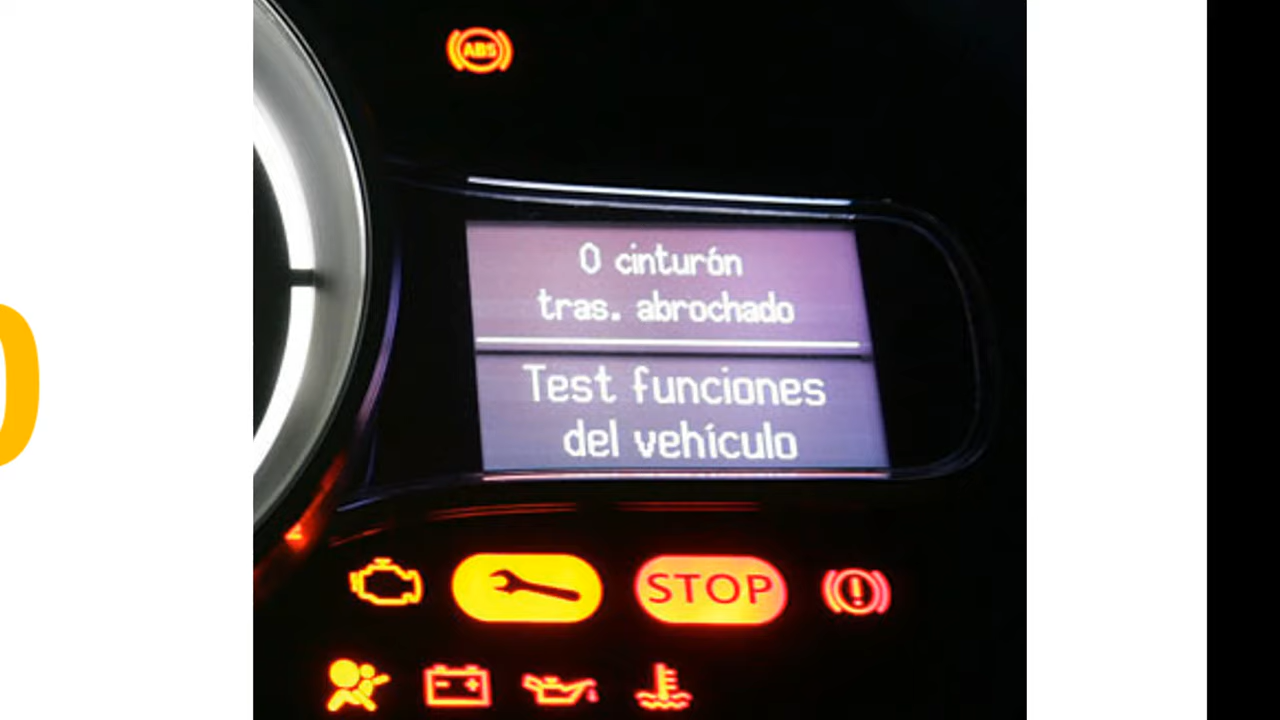 ABS
0 cinturón
tras. abrochado
Test funciones
del vehículo
STOP